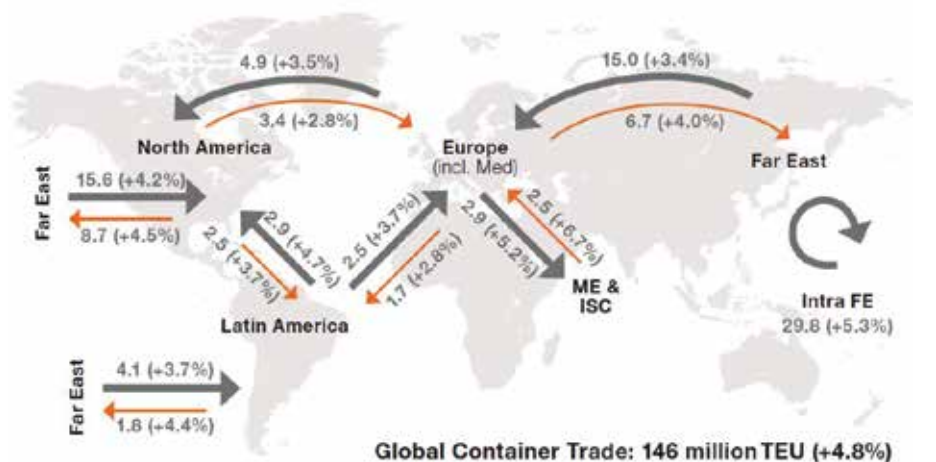 4.9 (+3.5%)
15.0 (+3.4%)
3.4 (+2.8%)
6.7 (+4.0%)
North America
Europe
(incl. Med)
Far East
Far East
15.6 (+4.2%)
8.7 (+4.5%)
2.9 (+4.7%)
2.5 (+3.7%)
2.5 (+3.7%)
1.7 (+2.8%)
2.5 (+6.7%)
2.9 (+5.2%)
ME &
ISC
Intra FE
29.8 (+5.3%)
Latin America
Far East
4.1 (+3.7%)
1.8 (+4.4%)
Global Container Trade: 146 million TEU (+4.8%)